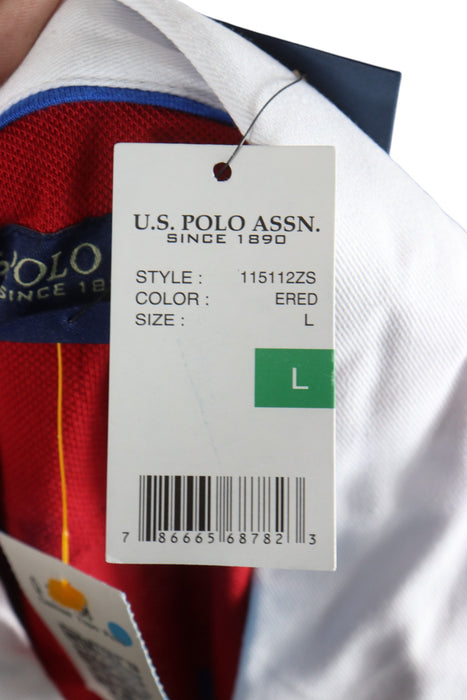 U.S. POLO ASSN.
SINCE 1890
STYLE : 115112ZS
COLOR : ERED
SIZE : L
L
7 86665 68782 3
POLO
SINCE 18